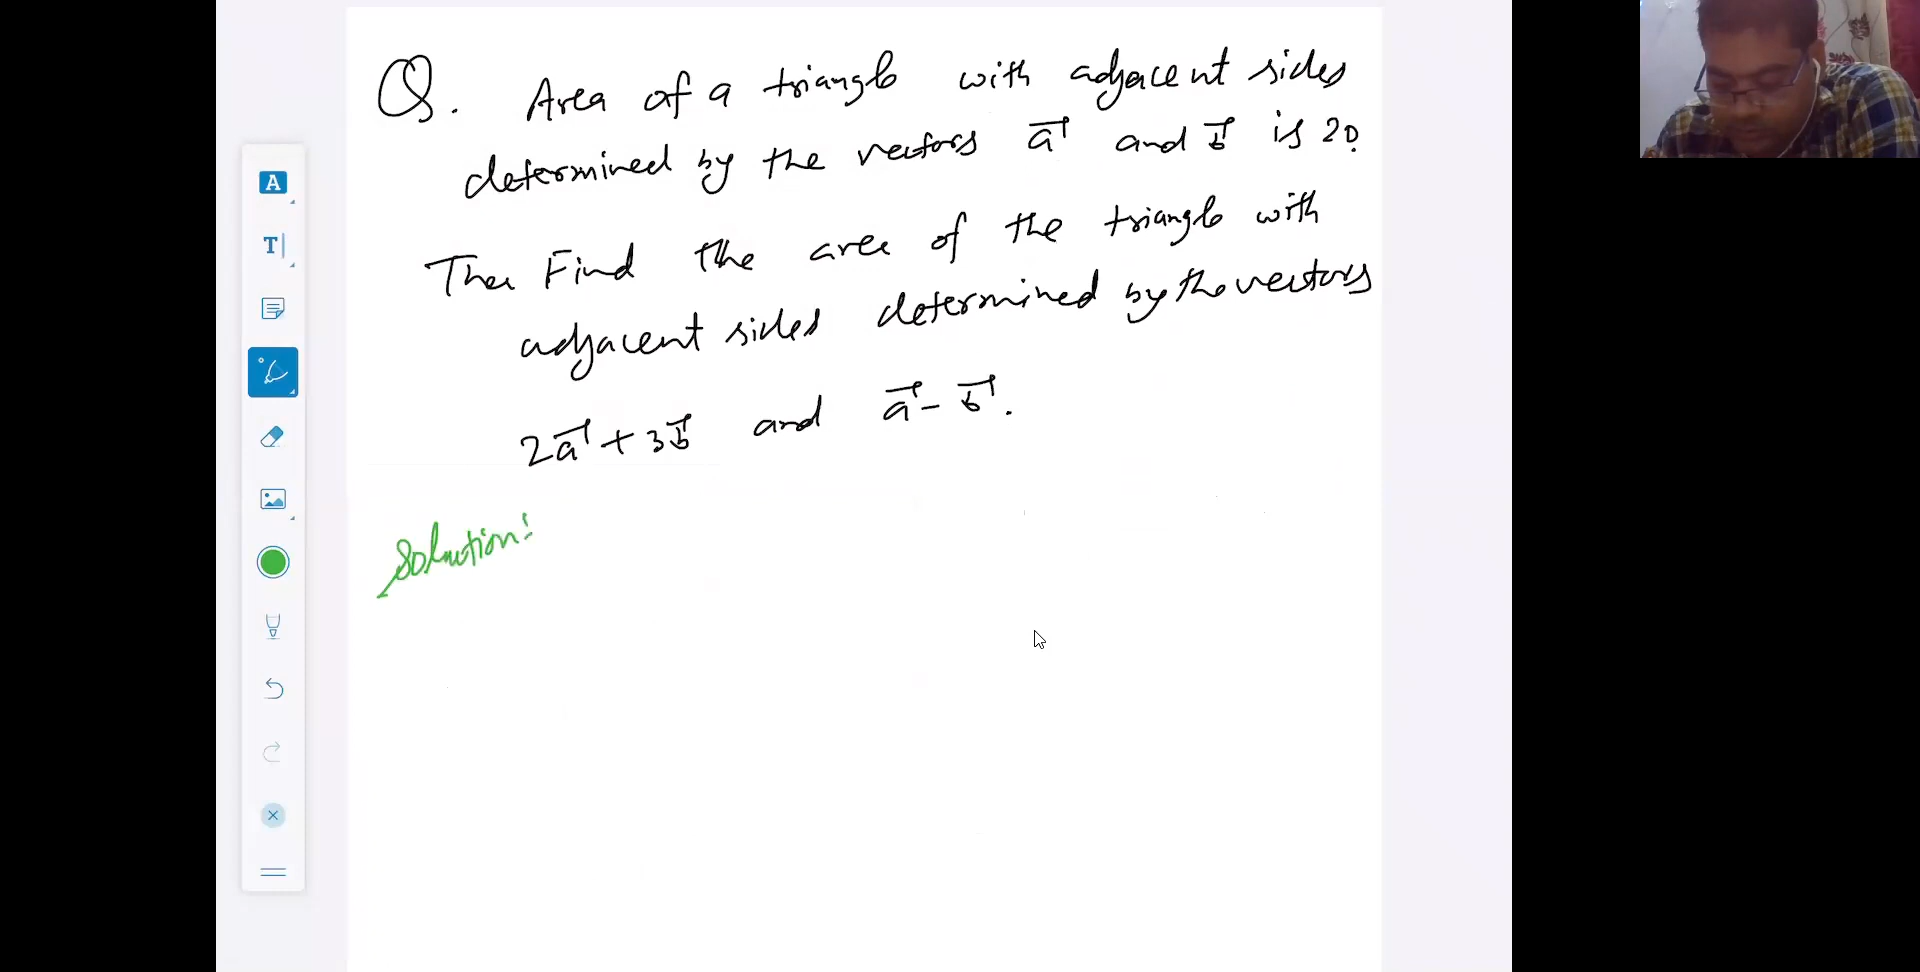 Q. Area of a triangle with adjacent sides
determined by the vectors a⃗ and b⃗ is 20.
Then Find the area of the triangle with
adjacent sides determined by the vectors
2a⃗ + 3b⃗ and a⃗ - b⃗.
Solution:
A
T